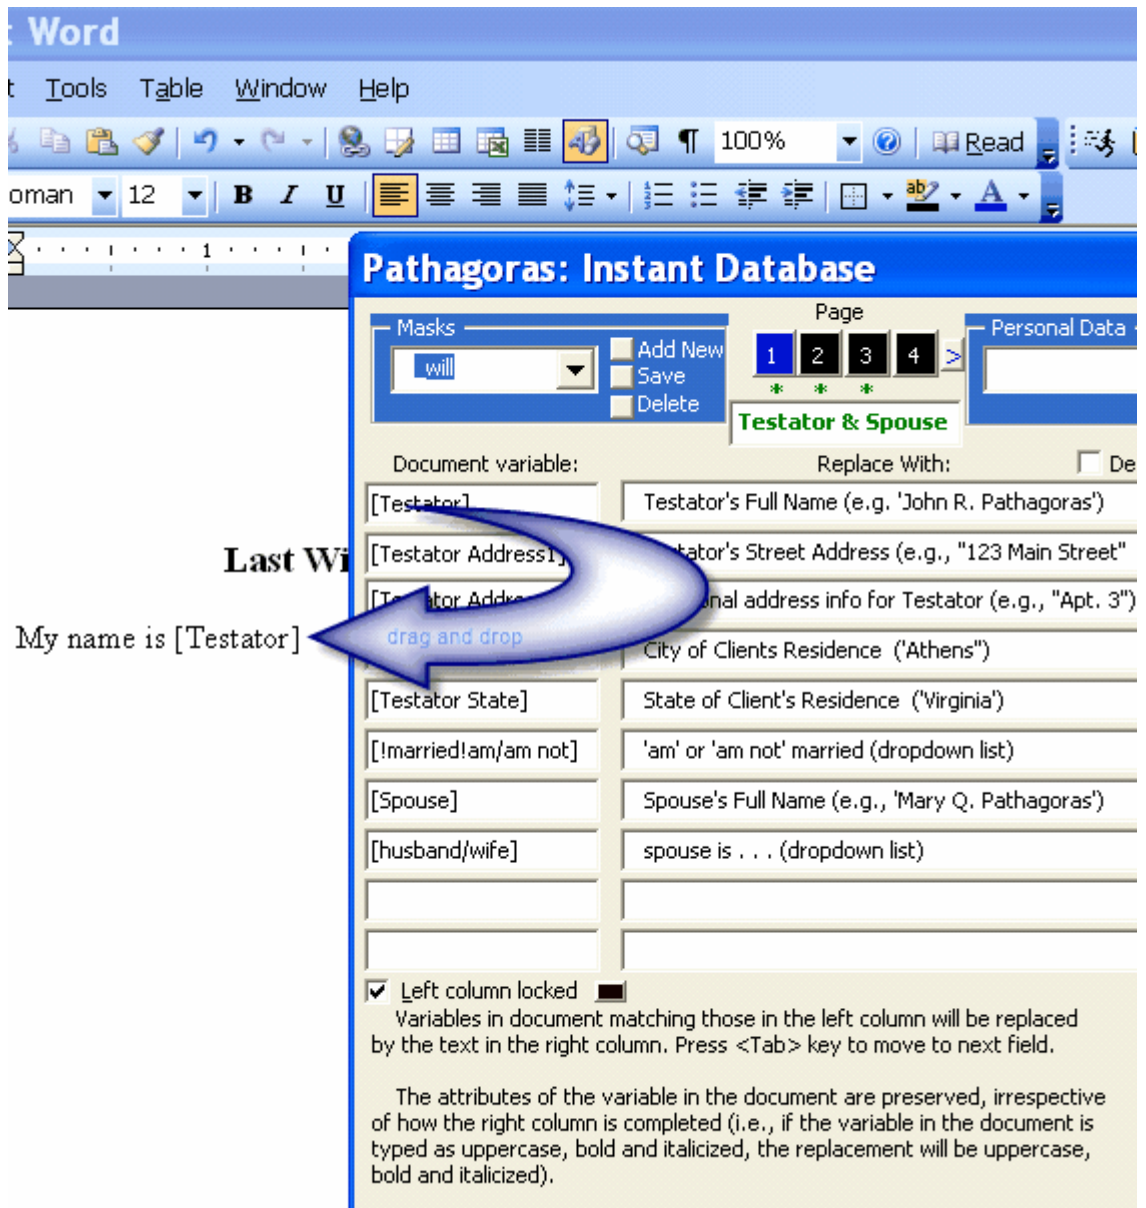 : Word
t Tools Table Window Help
100% Read
oman 12 B I U
1
Pathagoras: Instant Database
Masks
_will
Add New
Save
Delete
Page
1 2 3 4 >
* * *
Testator & Spouse
Personal Data
Document variable: Replace With: De
[Testator] Testator's Full Name (e.g. 'John R. Pathagoras')
Last Wi
[Testator Address1] tator's Street Address (e.g., "123 Main Street"
[Te ator Addre nal address info for Testator (e.g., "Apt. 3")
My name is [Testator] drag and drop
City of Clients Residence ('Athens")
[Testator State] State of Client's Residence ('Virginia')
[!married!am/am not] 'am' or 'am not' married (dropdown list)
[Spouse] Spouse's Full Name (e.g., 'Mary Q. Pathagoras')
[husband/wife] spouse is . . . (dropdown list)
Left column locked
Variables in document matching those in the left column will be replaced
by the text in the right column. Press <Tab> key to move to next field.
The attributes of the variable in the document are preserved, irrespective
of how the right column is completed (i.e., if the variable in the document is
typed as uppercase, bold and italicized, the replacement will be uppercase,
bold and italicized).